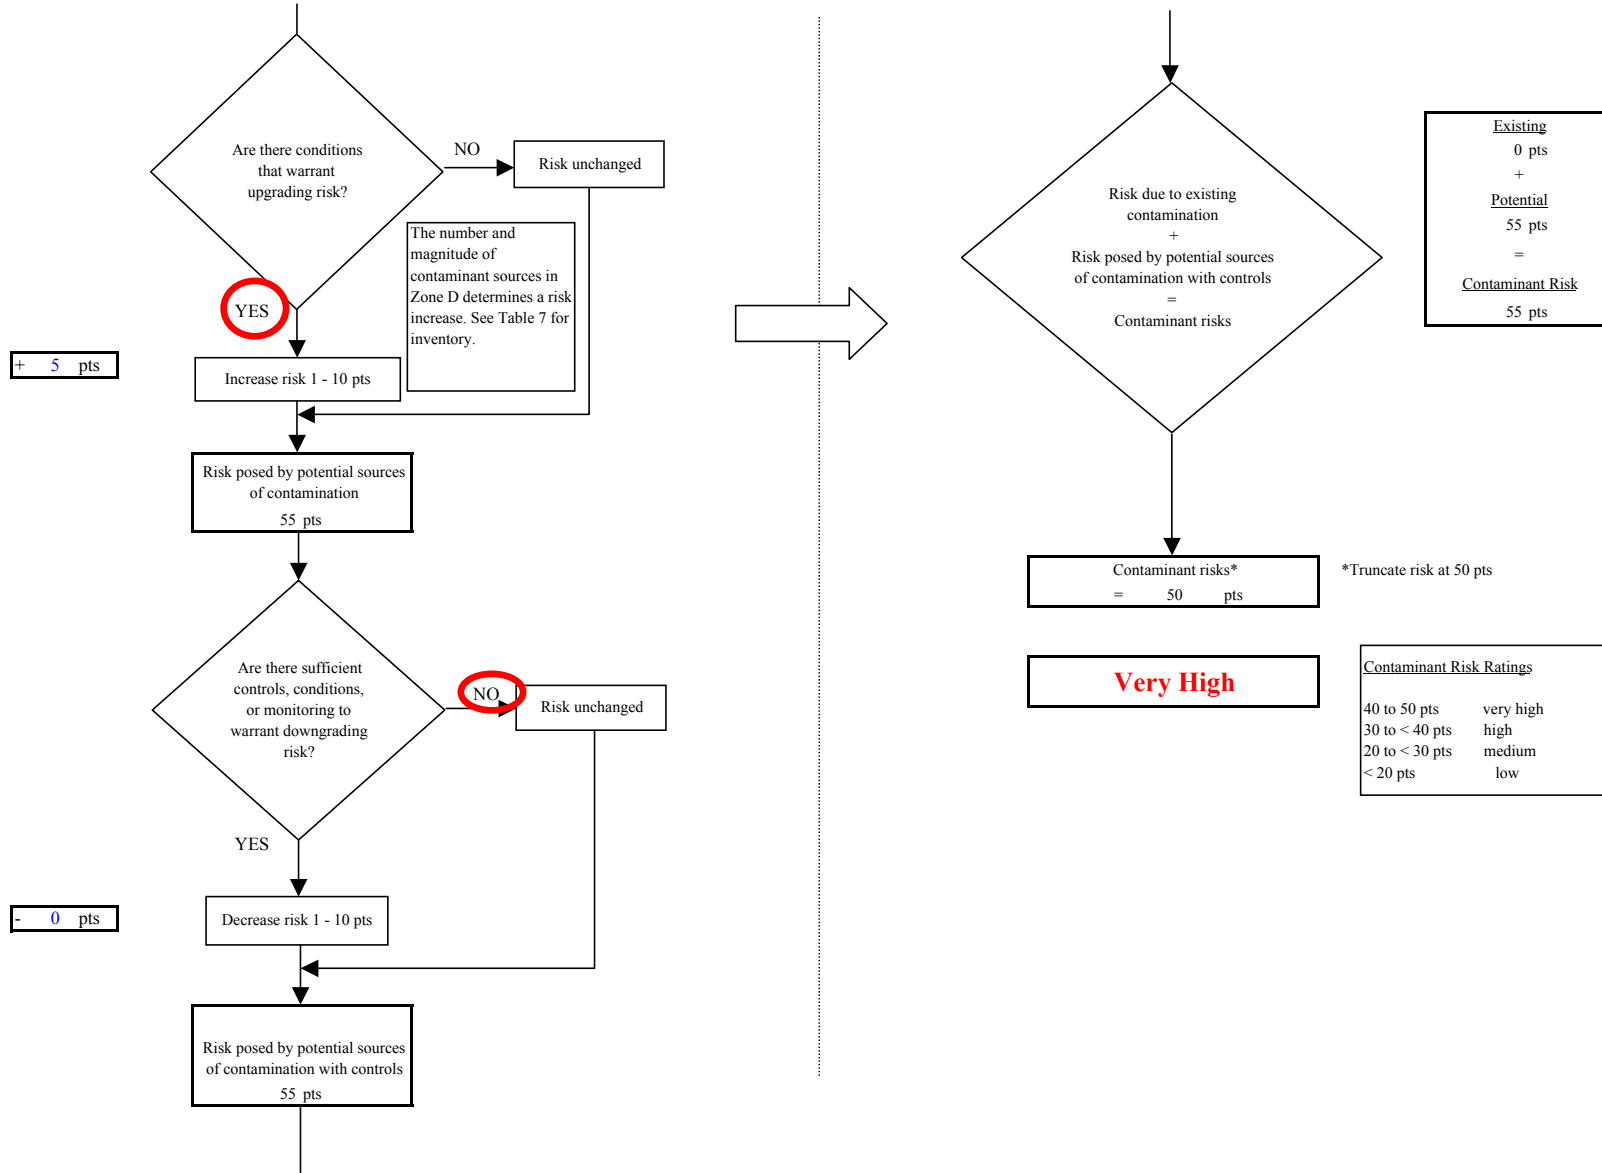 Are there conditions
that warrant
upgrading risk?
NO
Risk unchanged
The number and
magnitude of
contaminant sources in
Zone D determines a risk
increase. See Table 7 for
inventory.
YES
+ 5 pts
Increase risk 1 - 10 pts
Risk posed by potential sources
of contamination
55 pts
Are there sufficient
controls, conditions,
or monitoring to
warrant downgrading
risk?
NO
Risk unchanged
YES
- 0 pts
Decrease risk 1 - 10 pts
Risk posed by potential sources
of contamination with controls
55 pts
Risk due to existing
contamination
+
Risk posed by potential sources
of contamination with controls
=
Contaminant risks
Existing
0 pts
+
Potential
55 pts
=
Contaminant Risk
55 pts
Contaminant risks*
= 50 pts
*Truncate risk at 50 pts
Very High
Contaminant Risk Ratings
40 to 50 pts very high
30 to < 40 pts high
20 to < 30 pts medium
< 20 pts low